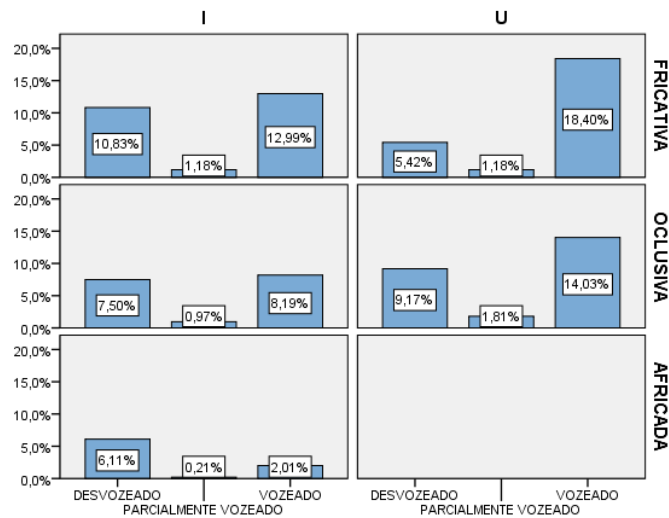 I U
20,0%
15,0%
10,0%
5,0%
0,0%
10,83% 1,18% 12,99%
5,42% 1,18% 18,40%
FRICATIVA
20,0%
15,0%
10,0%
5,0%
0,0%
7,50% 0,97% 8,19%
9,17% 1,81% 14,03%
OCLUSIVA
20,0%
15,0%
10,0%
5,0%
0,0%
6,11% 0,21% 2,01%
AFRICADA
DESVOZEADO VOZEADO DESVOZEADO VOZEADO
PARCIALMENTE VOZEADO PARCIALMENTE VOZEADO